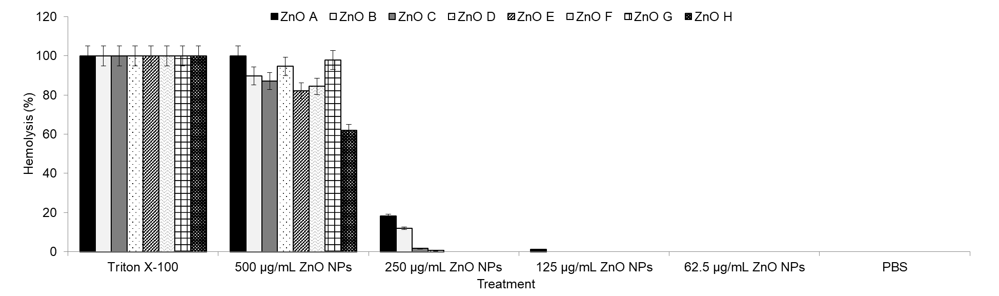 ZnO A ZnO B ZnO C ZnO D ZnO E ZnO F ZnO G ZnO H
120
100
80
60
40
20
0
Hemolysis (%)
Triton X-100 500 µg/mL ZnO NPs 250 µg/mL ZnO NPs 125 µg/mL ZnO NPs 62.5 µg/mL ZnO NPs PBS
Treatment